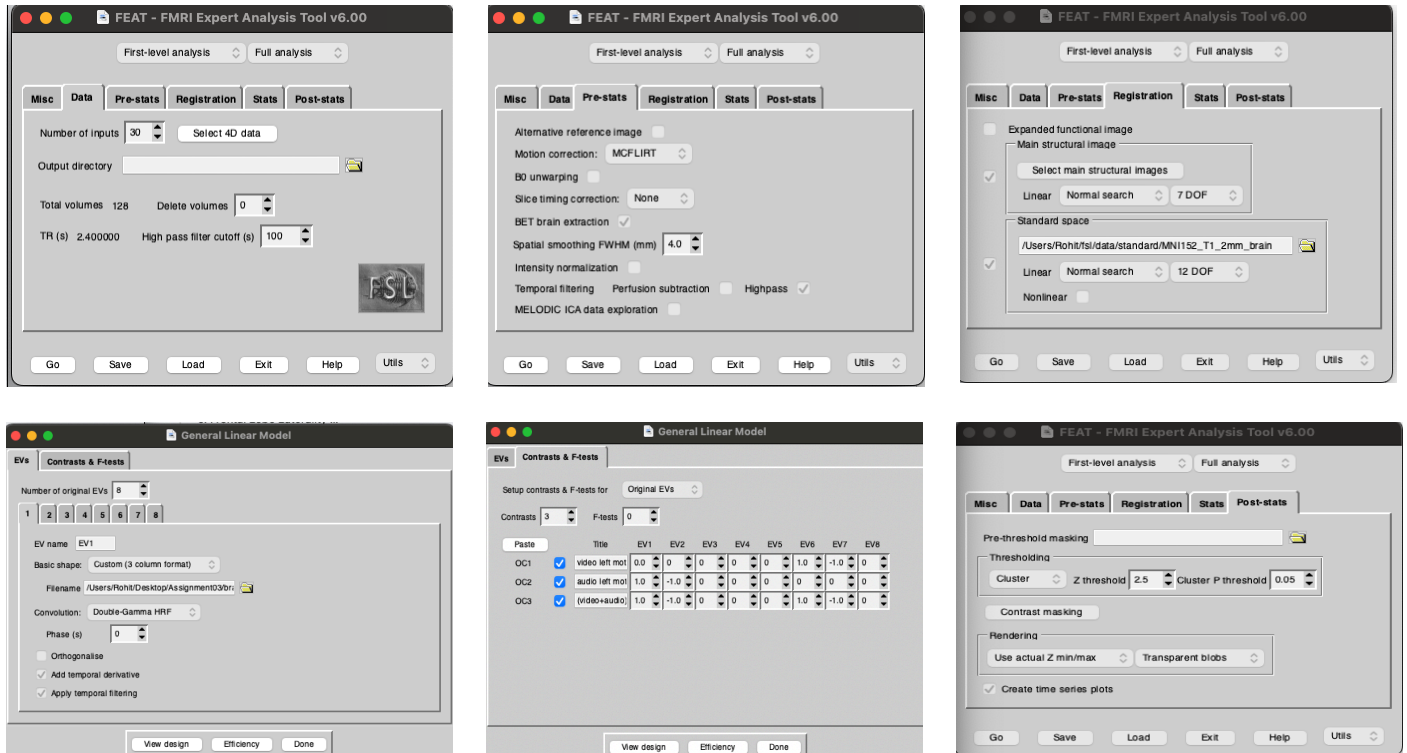 FEAT - FMRI Expert Analysis Tool v6.00
First-level analysis Full analysis
Misc Data Pre-stats Registration Stats Post-stats
Number of inputs 30 Select 4D data
Output directory
Total volumes 128 Delete volumes 0
TR (s) 2.400000 High pass filter cutoff (s) 100
FSL
Go Save Load Exit Help Utils
FEAT - FMRI Expert Analysis Tool v6.00
First-level analysis Full analysis
Misc Data Pre-stats Registration Stats Post-stats
Alternative reference image
Motion correction: MCFLIRT
B0 unwarping
Slice timing correction: None
BET brain extraction
Spatial smoothing FWHM (mm) 4.0
Intensity normalization
Temporal filtering Perfusion subtraction Highpass
MELODIC ICA data exploration
Go Save Load Exit Help Utils
FEAT - FMRI Expert Analysis Tool v6.00
First-level analysis Full analysis
Misc Data Pre-stats Registration Stats Post-stats
Expanded functional image
Main structural image
Select main structural images
Linear Normal search 7 DOF
Standard space
/Users/Rohit/fsl/data/standard/MNI152_T1_2mm_brain
Linear Normal search 12 DOF
Nonlinear
Go Save Load Exit Help Utils
General Linear Model
EVs Contrasts & F-tests
Number of original EVs 8
1 2 3 4 5 6 7 8
EV name EV1
Basic shape: Custom (3 column format)
Filename /Users/Rohit/Desktop/Assignment03/bra
Convolution: Double-Gamma HRF
Phase (s) 0
Orthogonalise
Add temporal derivative
Apply temporal filtering
View design Efficiency Done
General Linear Model
EVs Contrasts & F-tests
Setup contrasts & F-tests for Original EVs
Contrasts 3 F-tests 0
Paste Title EV1 EV2 EV3 EV4 EV5 EV6 EV7 EV8
OC1 video left mot 0.0 0 0 0 0 1.0 -1.0 0
OC2 audio left mot 1.0 -1.0 0 0 0 0 0 0
OC3 (video+audio) 1.0 -1.0 0 0 0 1.0 -1.0 0
View design Efficiency Done
FEAT - FMRI Expert Analysis Tool v6.00
First-level analysis Full analysis
Misc Data Pre-stats Registration Stats Post-stats
Pre-threshold masking
Thresholding
Cluster Z threshold 2.5 Cluster P threshold 0.05
Contrast masking
Rendering
Use actual Z min/max Transparent blobs
Create time series plots
Go Save Load Exit Help Utils